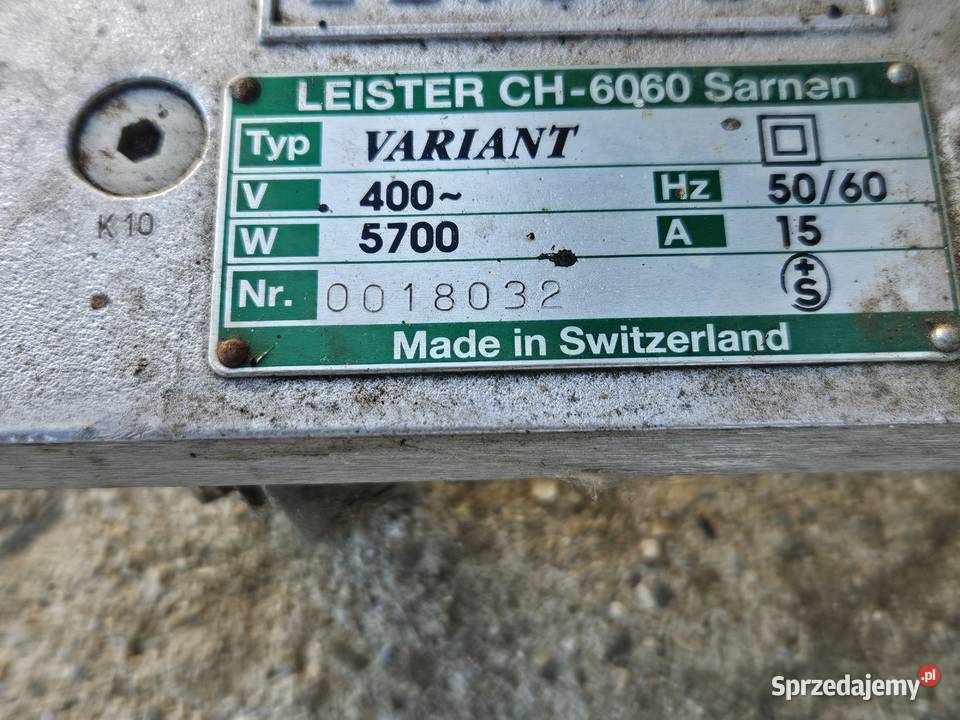 LEISTER CH-6060 Sarnen
Typ VARIANT
V 400~ Hz 50/60
W 5700 A 15
Nr. 0018032 +S
Made in Switzerland
K10
Sprzedajemy.pl